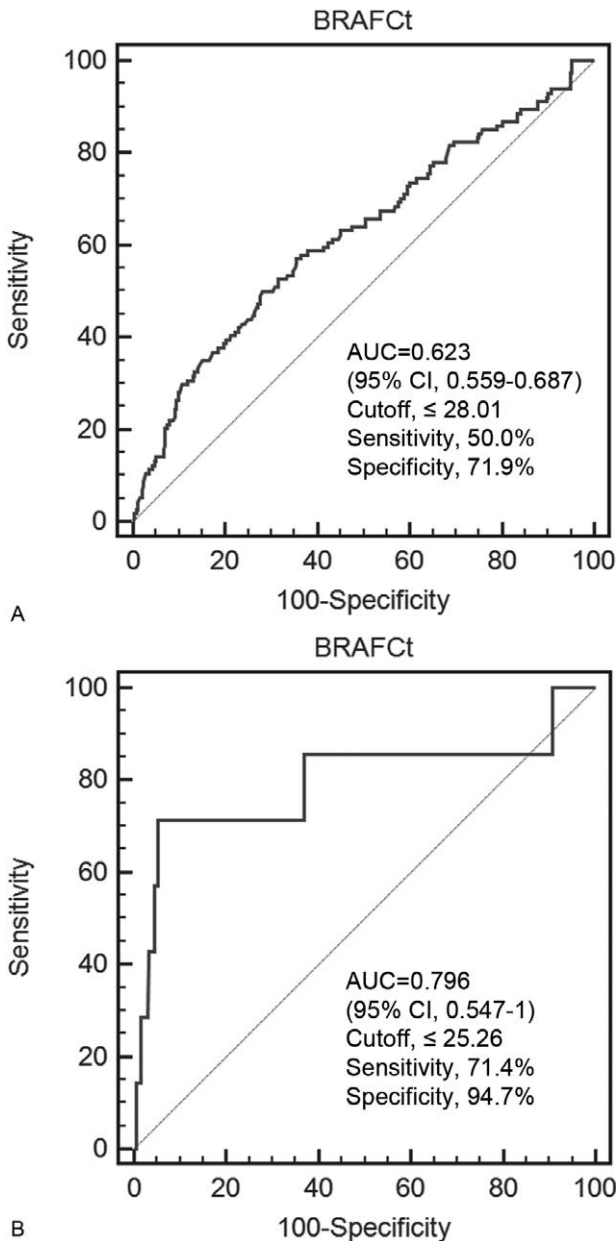 BRAFCt
100
80
60
40
20
0
Sensitivity
AUC=0.623
(95% CI, 0.559-0.687)
Cutoff, ≤ 28.01
Sensitivity, 50.0%
Specificity, 71.9%
0 20 40 60 80 100
100-Specificity
A
BRAFCt
100
80
60
40
20
0
Sensitivity
AUC=0.796
(95% CI, 0.547-1)
Cutoff, ≤ 25.26
Sensitivity, 71.4%
Specificity, 94.7%
0 20 40 60 80 100
100-Specificity
B